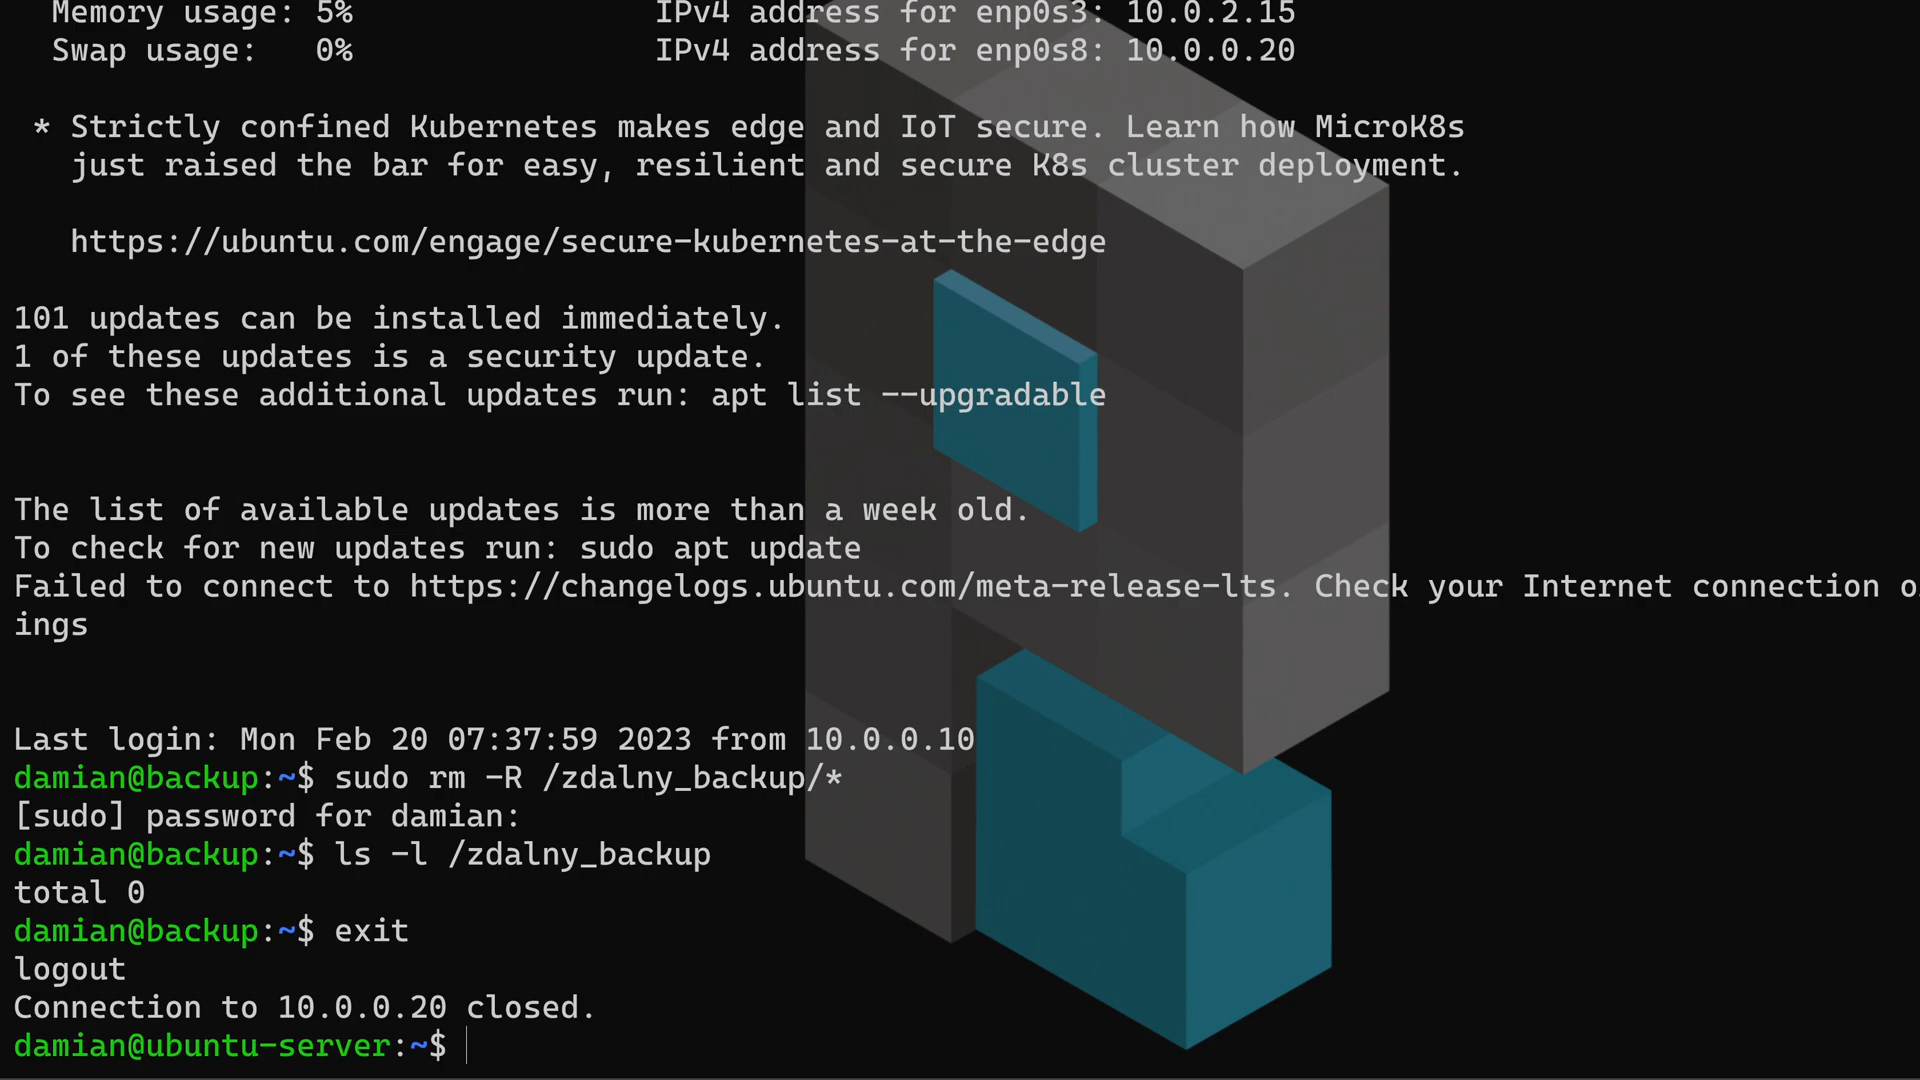 Memory usage: 5% IPv4 address for enp0s3: 10.0.2.15
Swap usage: 0% IPv4 address for enp0s8: 10.0.0.20
* Strictly confined Kubernetes makes edge and IoT secure. Learn how MicroK8s
just raised the bar for easy, resilient and secure K8s cluster deployment.
https://ubuntu.com/engage/secure-kubernetes-at-the-edge
101 updates can be installed immediately.
1 of these updates is a security update.
To see these additional updates run: apt list --upgradable
The list of available updates is more than a week old.
To check for new updates run: sudo apt update
Failed to connect to https://changelogs.ubuntu.com/meta-release-lts. Check your Internet connection o
ings
Last login: Mon Feb 20 07:37:59 2023 from 10.0.0.10
damian@backup:~$ sudo rm -R /zdalny_backup/*
[sudo] password for damian:
damian@backup:~$ ls -l /zdalny_backup
total 0
damian@backup:~$ exit
logout
Connection to 10.0.0.20 closed.
damian@ubuntu-server:~$